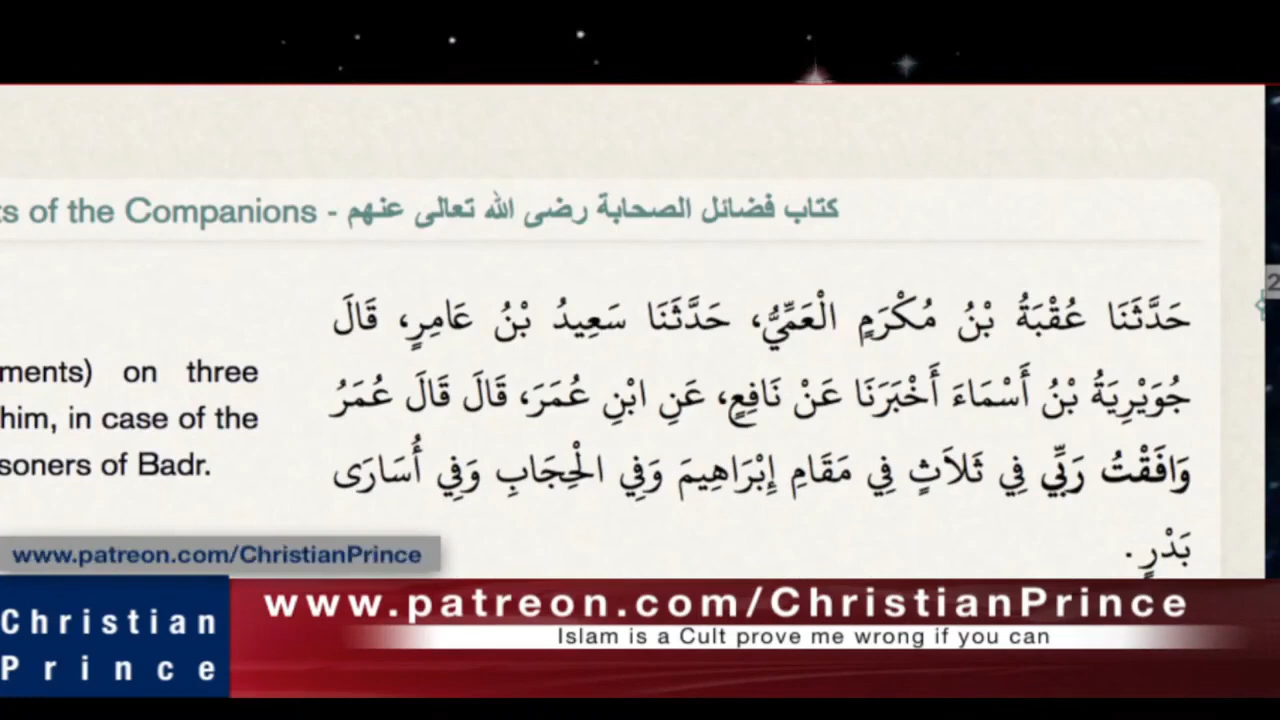 ts of the Companions - كتاب فضائل الصحابة رضى الله تعالى عنهم
حَدَّثَنَا عُقْبَةُ بْنُ مُكْرَمٍ الْعَمِّيُّ، حَدَّثَنَا سَعِيدُ بْنُ عَامِرٍ، قَالَ
جُوَيْرِيَةُ بْنُ أَسْمَاءَ أَخْبَرَنَا عَنْ نَافِعٍ، عَنِ ابْنِ عُمَرَ، قَالَ قَالَ عُمَرُ
وَافَقْتُ رَبِّي فِي ثَلاَثٍ فِي مَقَامِ إِبْرَاهِيمَ وَفِي الْحِجَابِ وَفِي أُسَارَى
بَدْرٍ .
ments) on three
him, in case of the
soners of Badr.
2
www.patreon.com/ChristianPrince
Christian
Prince
www.patreon.com/ChristianPrince
Islam is a Cult prove me wrong if you can